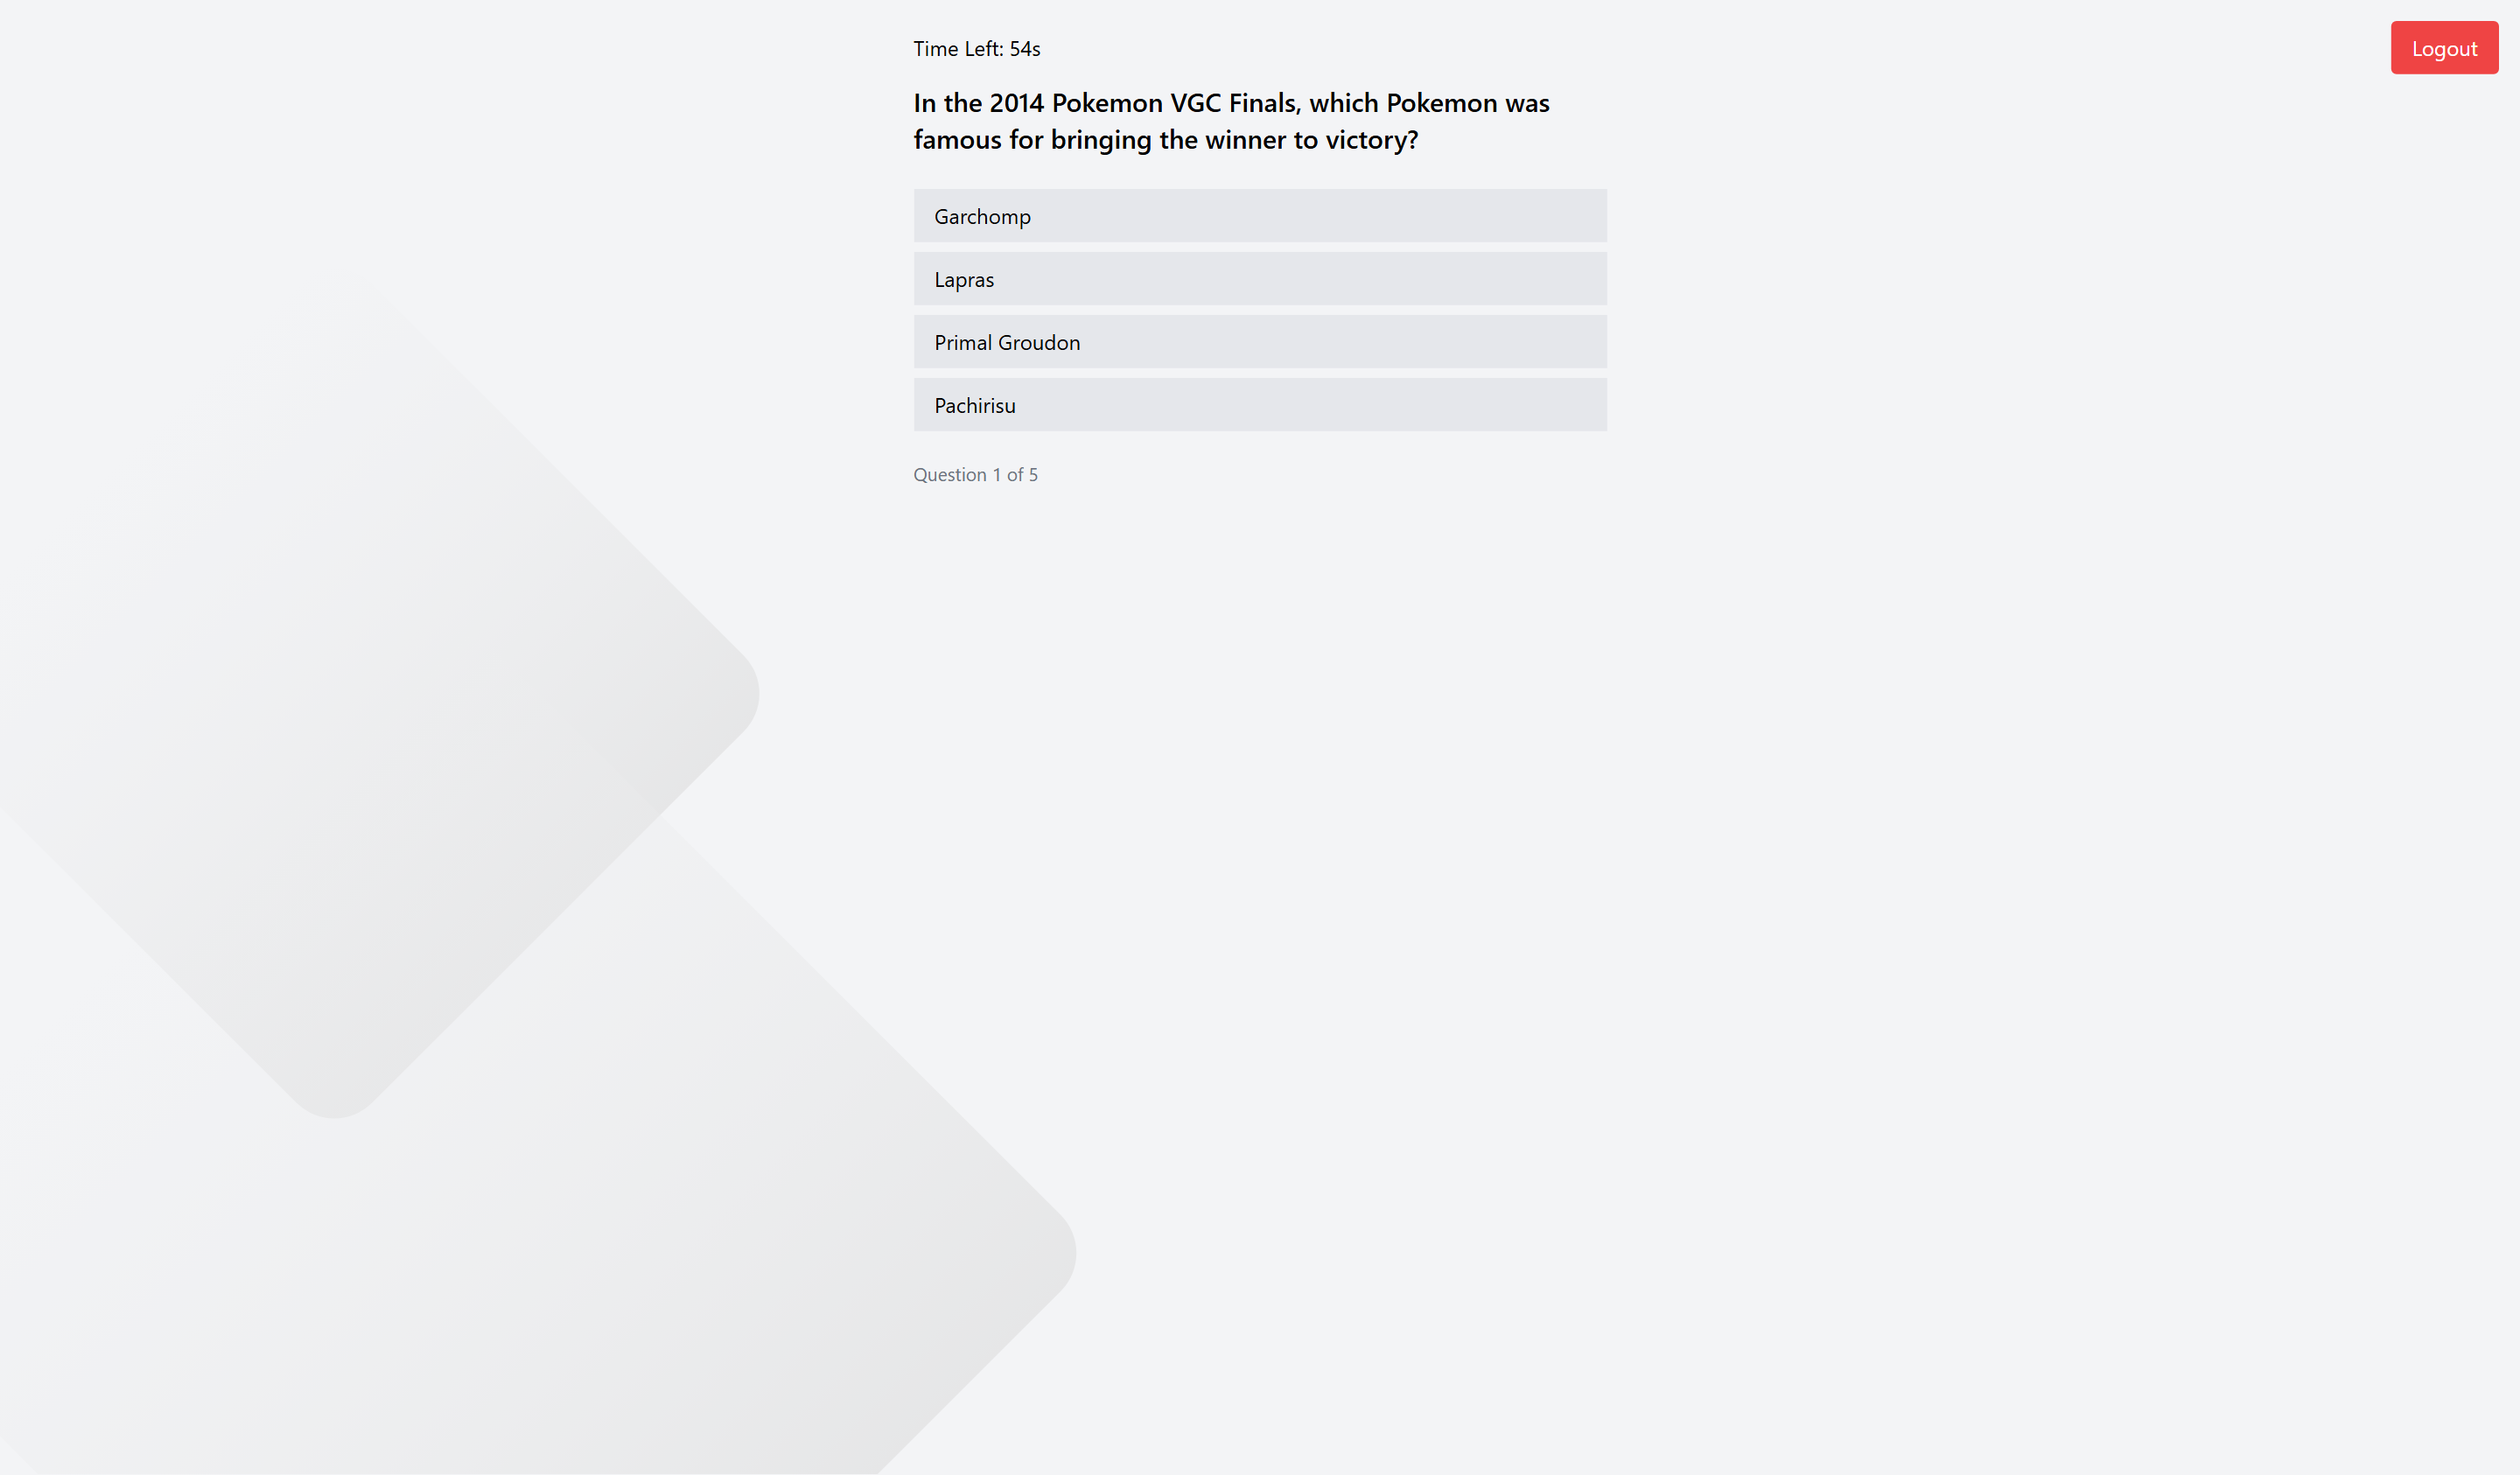 Time Left: 54s
Logout
In the 2014 Pokemon VGC Finals, which Pokemon was
famous for bringing the winner to victory?
Garchomp
Lapras
Primal Groudon
Pachirisu
Question 1 of 5